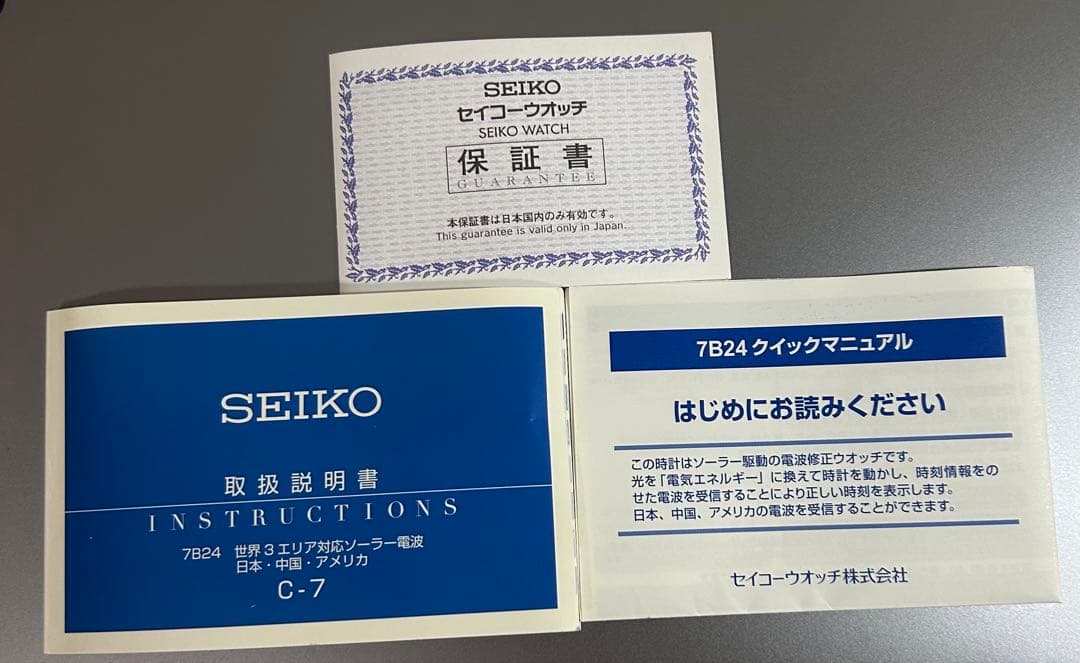 SEIKO
セイコーウオッチ
SEIKO WATCH
保証書
GUARANTEE
本保証書は日本国内のみ有効です。
This guarantee is valid only in Japan.
SEIKO
取扱説明書
INSTRUCTIONS
7B24 世界3エリア対応ソーラー電波
日本・中国・アメリカ
C-7
7B24 クイックマニュアル
はじめにお読みください
この時計はソーラー駆動の電波修正ウオッチです。
光を「電気エネルギー」に換えて時計を動かし、時刻情報をの
せた電波を受信することにより正しい時刻を表示します。
日本、中国、アメリカの電波を受信することができます。
セイコーウオッチ株式会社